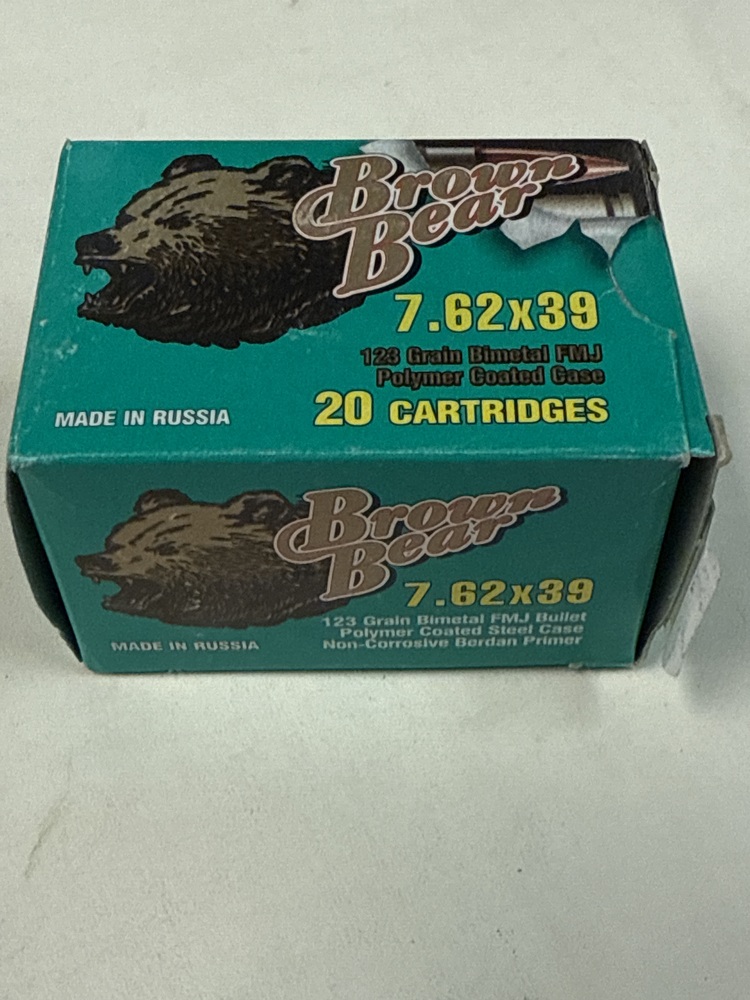 Brown
Bear
7.62x39
123 Grain Bimetal FMJ
Polymer Coated Case
MADE IN RUSSIA
20 CARTRIDGES
Brown
Bear
7.62x39
123 Grain Bimetal FMJ Bullet
Polymer Coated Steel Case
Non-Corrosive Berdan Primer
MADE IN RUSSIA